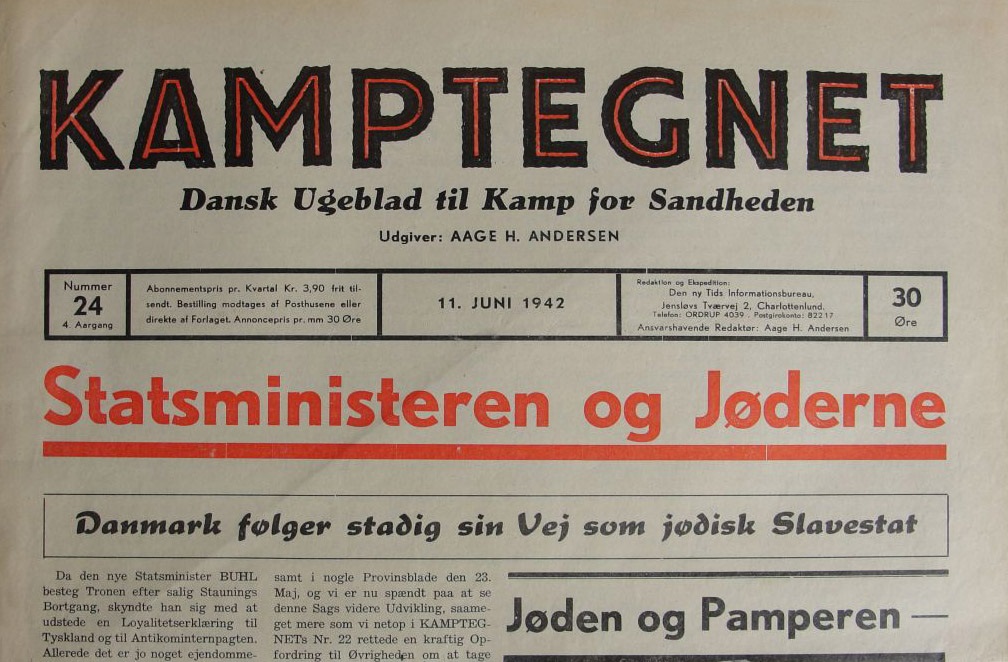 KAMPTEGNET
Dansk Ugeblad til Kamp for Sandheden
Udgiver: AAGE H. ANDERSEN
Nummer
24
4. Aargang
Abonnementspris pr. Kvartal Kr. 3,90 frit til-
sendt. Bestilling modtages af Posthusene eller
direkte af Forlaget. Annoncepris pr. mm 30 Øre
11. JUNI 1942
Redaktion og Ekspedition:
Den ny Tids Informationsbureau,
Jensløvs Tværvej 2, Charlottenlund.
Telefon: ORDRUP 4039 . Postgirokonto: 82217
Ansvarshavende Redaktør: Aage H. Andersen
30
Øre
Statsministeren og Jøderne
Danmark følger stadig sin Vej som jødisk Slavestat
Da den nye Statsminister BUHL
besteg Tronen efter salig Staunings
Bortgang, skyndte han sig med at
udstede en Loyalitetserklæring til
Tyskland og til Antikominternpagten.
Allerede det er jo noget ejendomme-
samt i nogle Provinsblade den 23.
Maj, og vi er nu spændt paa at se
denne Sags videre Udvikling, saame-
get mere som vi netop i KAMPTEG-
NETs Nr. 22 rettede en kraftig Op-
fordring til Øvrigheden om at tage
Jøden og Pamperen —